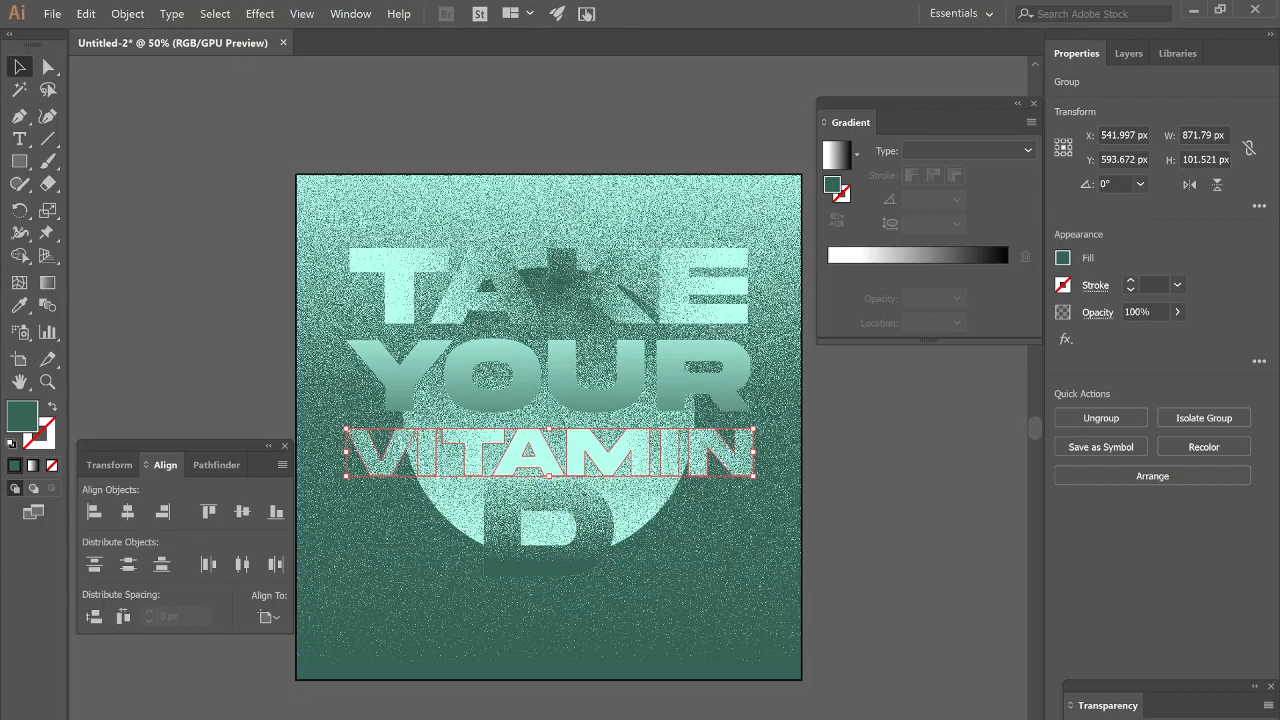 Ai File Edit Object Type Select Effect View Window Help Br St Essentials Search Adobe Stock
Untitled-2* @ 50% (RGB/GPU Preview)
Properties Layers Libraries
Group
Transform
X: 541.997 px W: 871.79 px
Y: 593.672 px H: 101.521 px
0°
Appearance
Fill
Stroke
Opacity 100%
fx.
Quick Actions
Ungroup Isolate Group
Save as Symbol Recolor
Arrange
Transparency
Gradient
Type:
Stroke:
Opacity:
Location:
TAKE
YOUR
VITAMIN
D
Transform Align Pathfinder
Align Objects:
Distribute Objects:
Distribute Spacing: Align To:
0 px